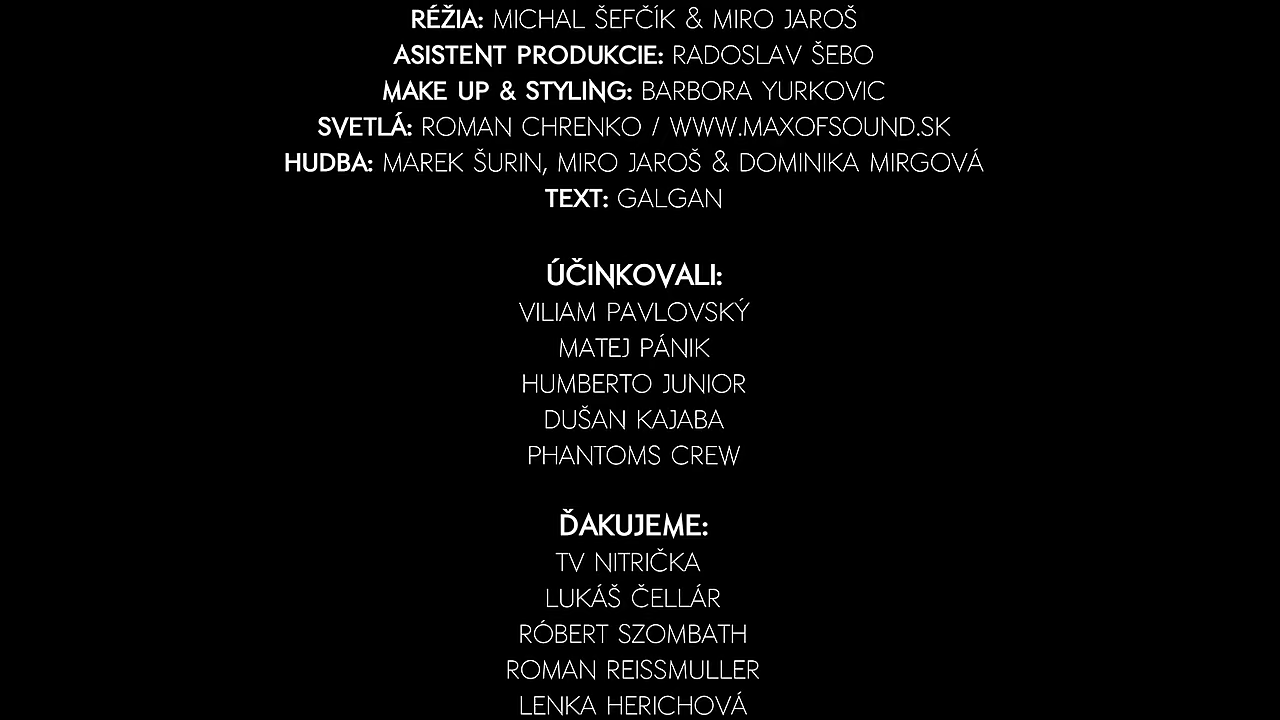 RÉŽIA: MICHAL ŠEFČÍK & MIRO JAROŠ
ASISTENT PRODUKCIE: RADOSLAV ŠEBO
MAKE UP & STYLING: BARBORA YURKOVIC
SVETLÁ: ROMAN CHRENKO / WWW.MAXOFSOUND.SK
HUDBA: MAREK ŠURIN, MIRO JAROŠ & DOMINIKA MIRGOVÁ
TEXT: GALGAN
ÚČINKOVALI:
VILIAM PAVLOVSKÝ
MATEJ PÁNIK
HUMBERTO JUNIOR
DUŠAN KAJABA
PHANTOMS CREW
ĎAKUJEME:
TV NITRIČKA
LUKÁŠ ČELLÁR
RÓBERT SZOMBATH
ROMAN REISSMULLER
LENKA HERICHOVÁ